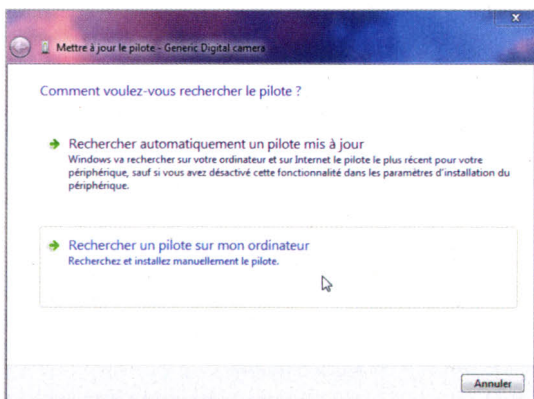 Mettre à jour le pilote - Generic Digital camera
Comment voulez-vous rechercher le pilote ?
Rechercher automatiquement un pilote mis à jour
Windows va rechercher sur votre ordinateur et sur Internet le pilote le plus récent pour votre
périphérique, sauf si vous avez désactivé cette fonctionnalité dans les paramètres d'installation du
périphérique.
Rechercher un pilote sur mon ordinateur
Recherchez et installez manuellement le pilote.
Annuler